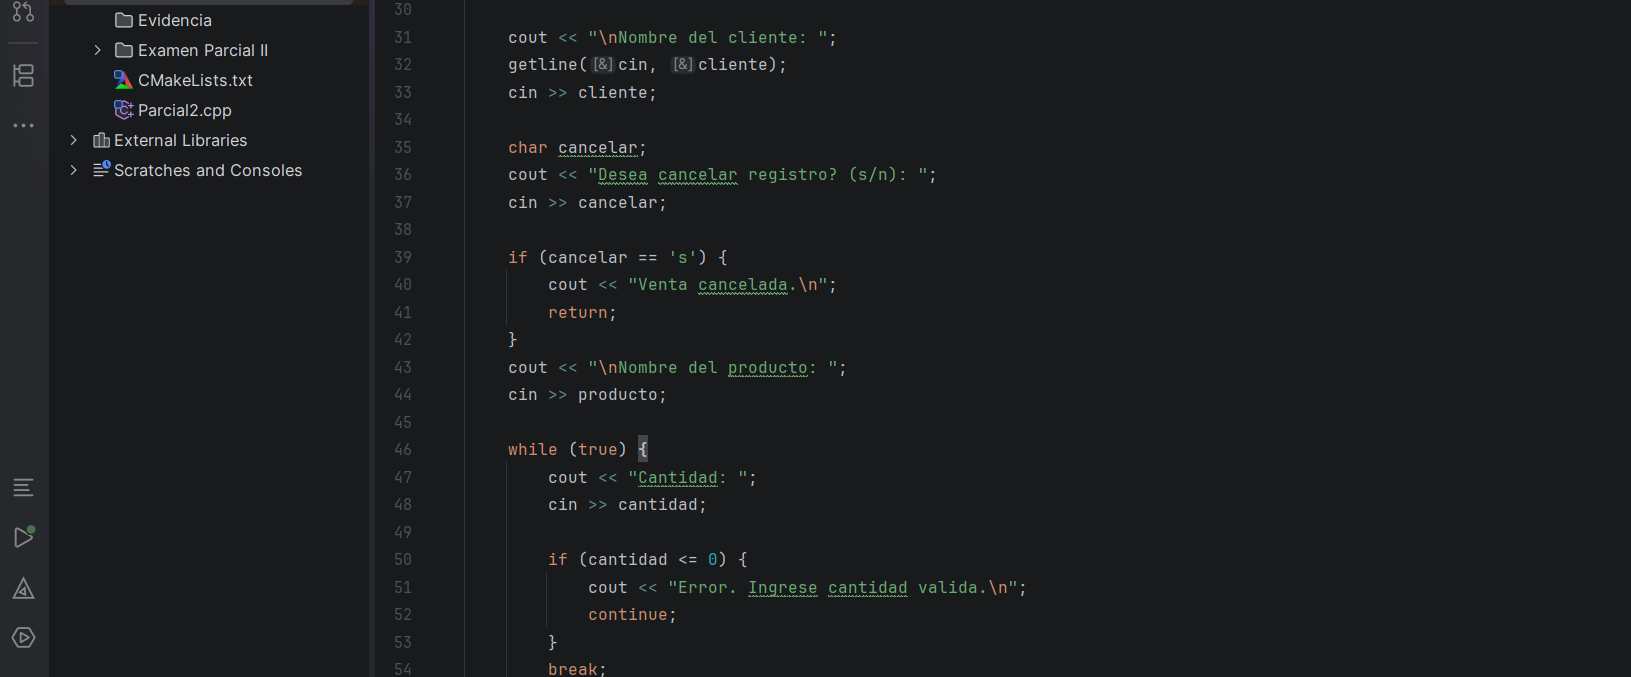 Evidencia
Examen Parcial II
CMakeLists.txt
Parcial2.cpp
External Libraries
Scratches and Consoles
30
31 cout << "\nNombre del cliente: ";
32 getline([&]cin, [&]cliente);
33 cin >> cliente;
34
35 char cancelar;
36 cout << "Desea cancelar registro? (s/n): ";
37 cin >> cancelar;
38
39 if (cancelar == 's') {
40 cout << "Venta cancelada.\n";
41 return;
42 }
43 cout << "\nNombre del producto: ";
44 cin >> producto;
45
46 while (true) {
47 cout << "Cantidad: ";
48 cin >> cantidad;
49
50 if (cantidad <= 0) {
51 cout << "Error. Ingrese cantidad valida.\n";
52 continue;
53 }
54 break;